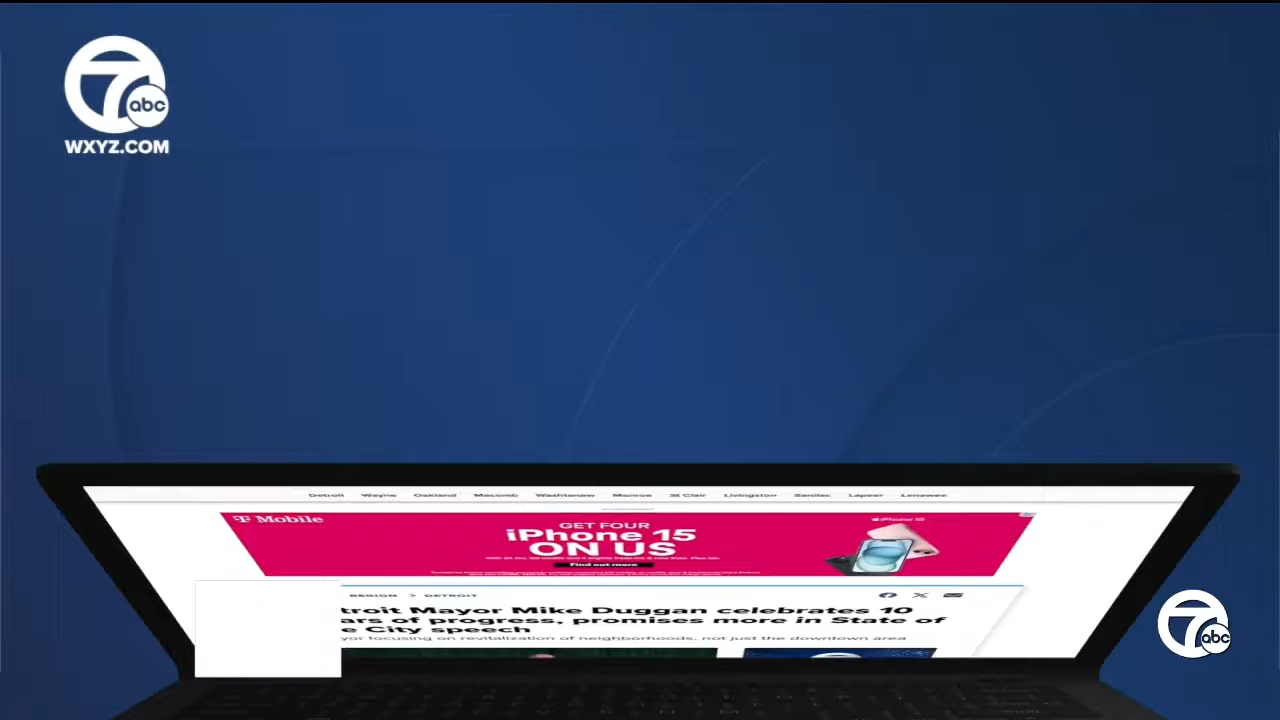 7 abc
WXYZ.COM
Detroit Wayne Oakland Macomb Washtenaw Monroe St Clair Livingston Sanilac Lapeer Lenawee
T Mobile
GET FOUR
iPhone 15
ON US
Find out more
iPhone 15
REGION > DETROIT
troit Mayor Mike Duggan celebrates 10
ars of progress, promises more in State of
e City speech
yor focusing on revitalization of neighborhoods, not just the downtown area
7 abc